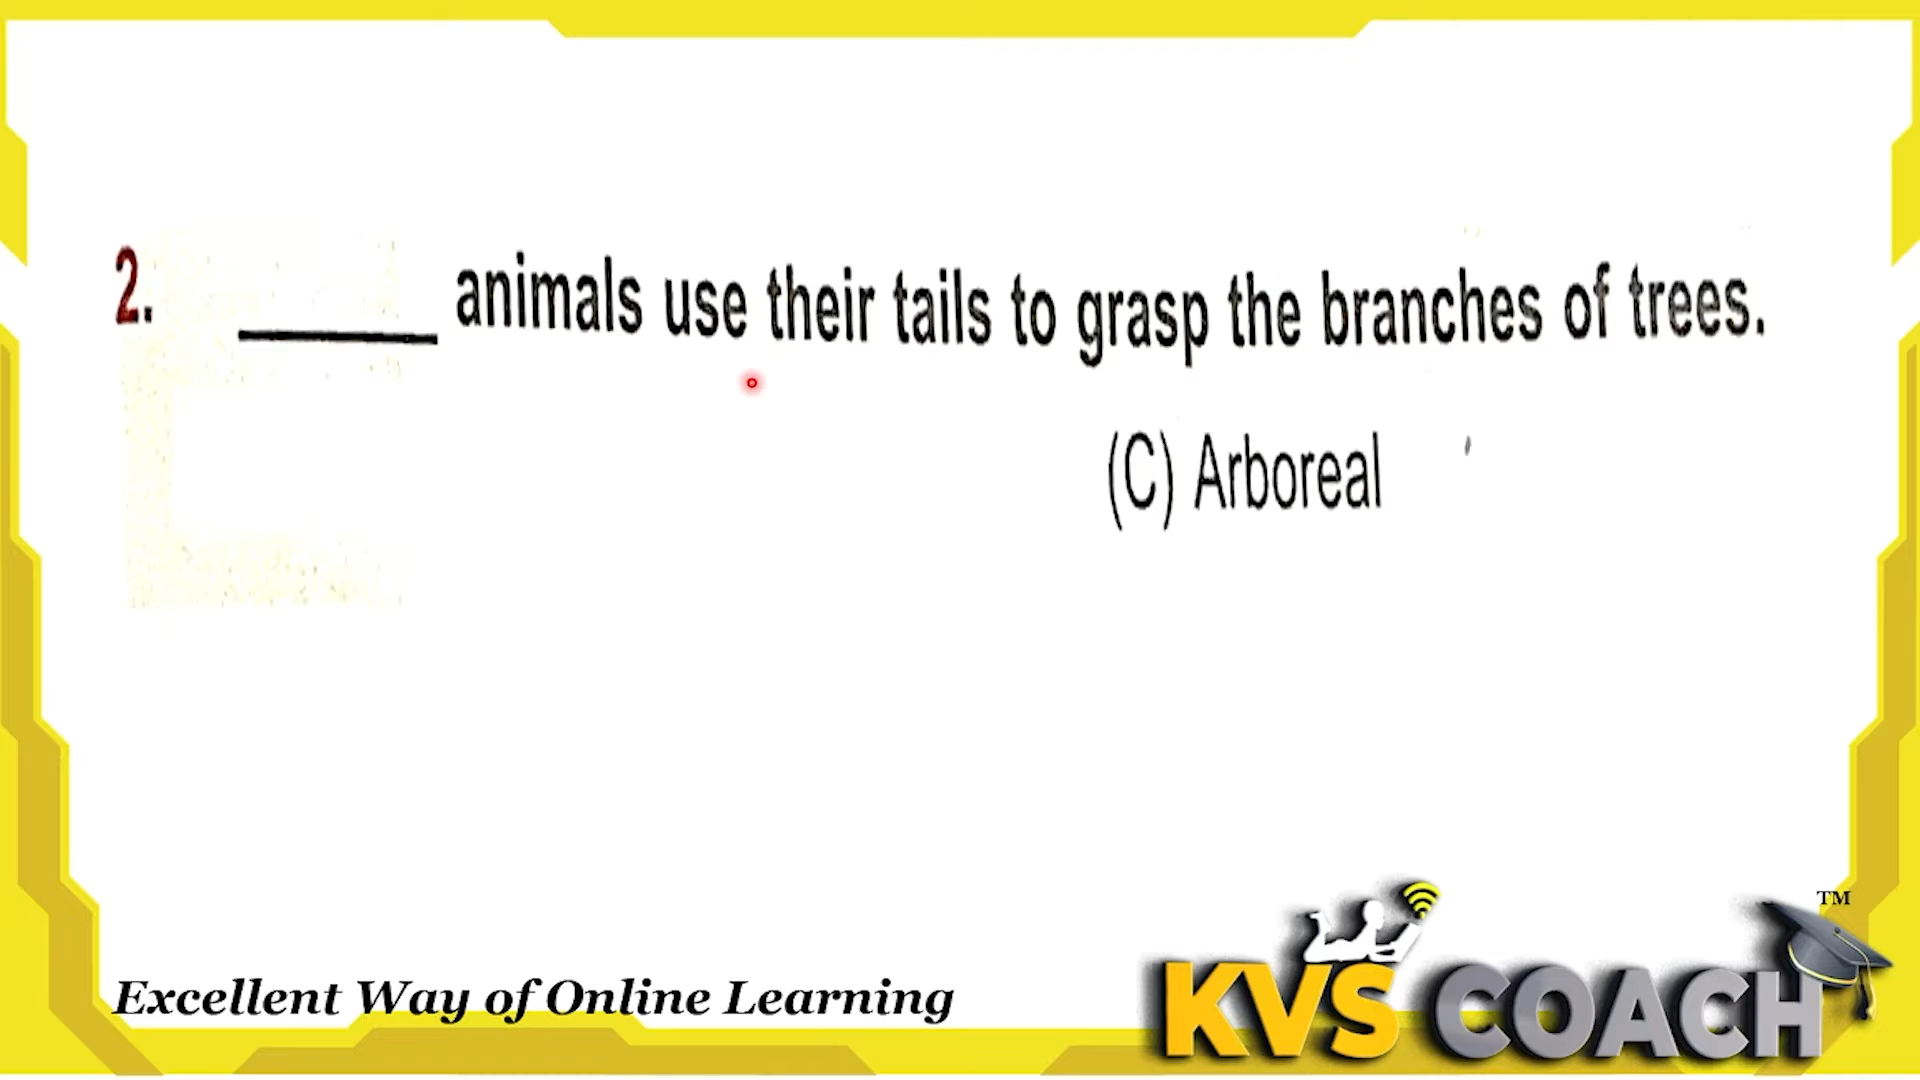 2. ______ animals use their tails to grasp the branches of trees.
(C) Arboreal
TM
KVS COACH
Excellent Way of Online Learning